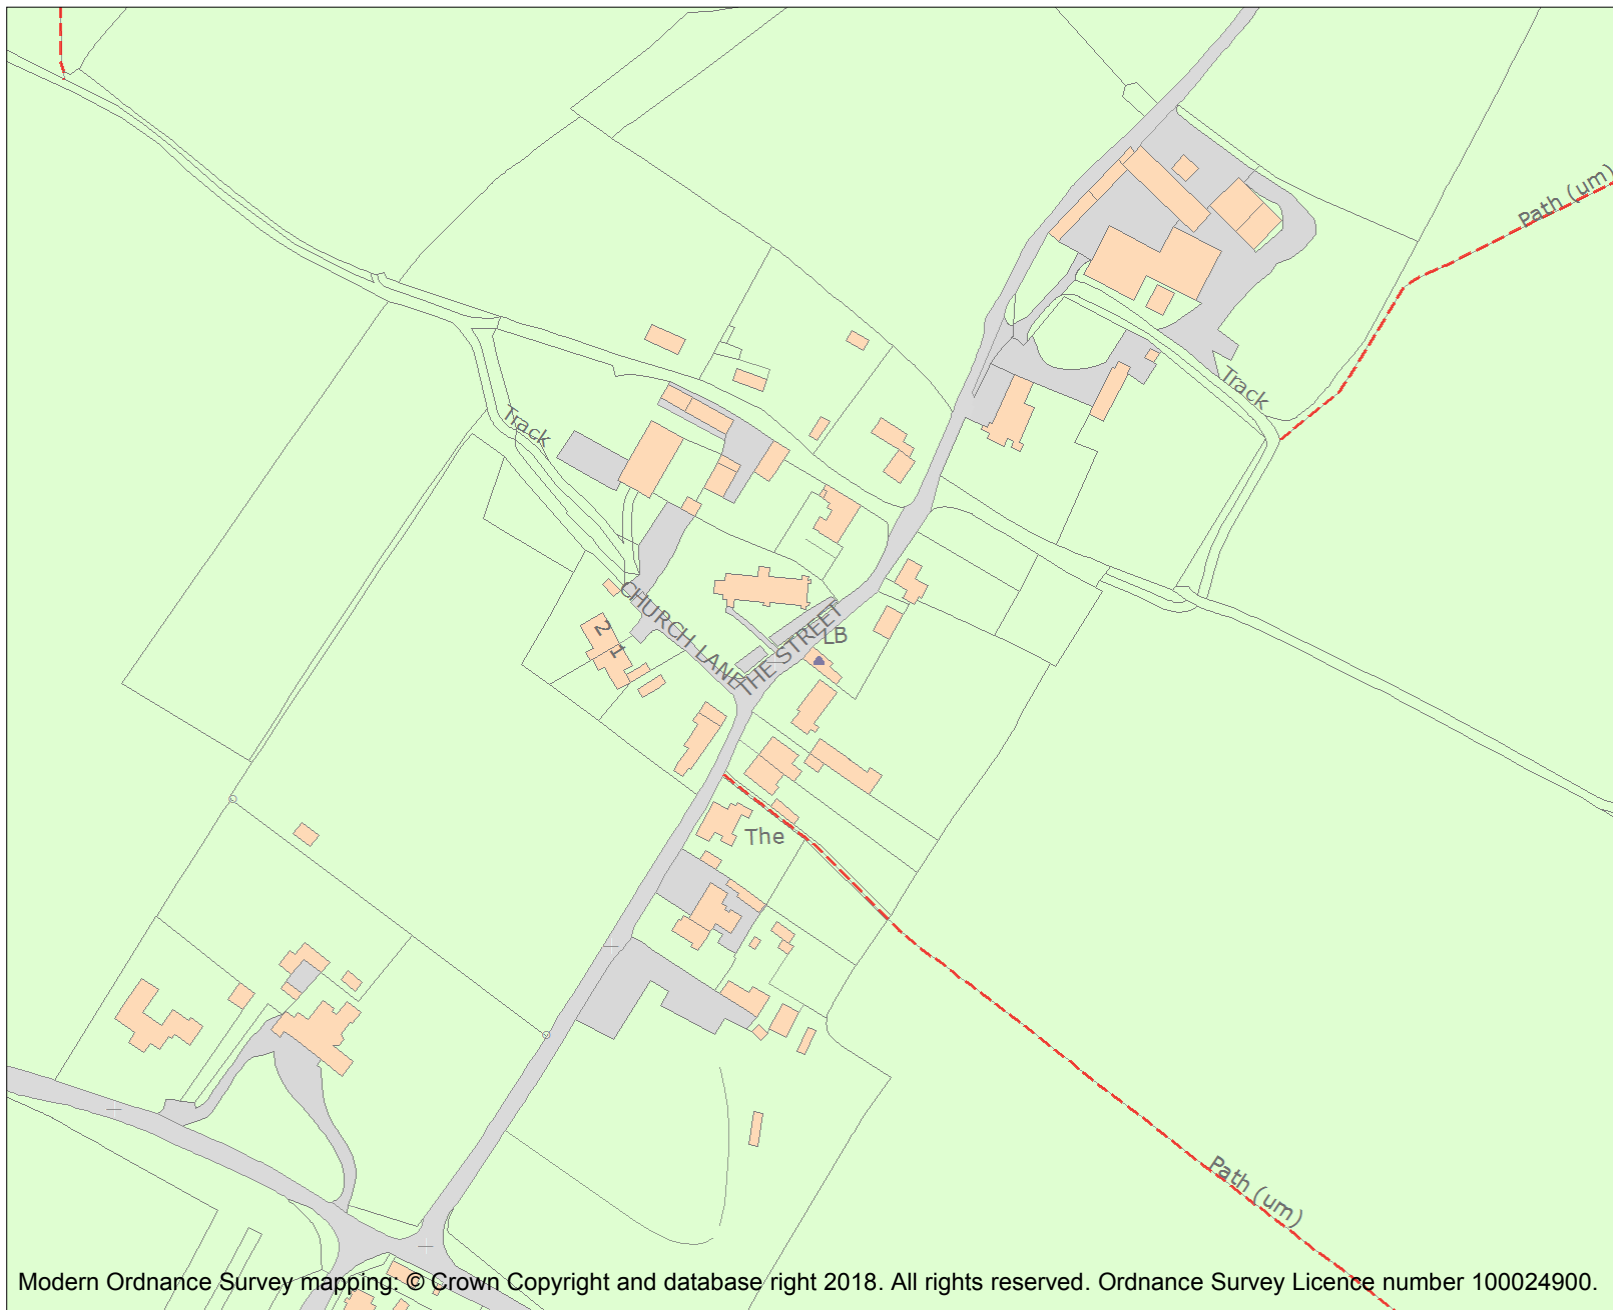 Path (um)
Track
Track
CHURCH LANE
THE STREET
LB
2
1
The
Path (um)
Modern Ordnance Survey mapping: © Crown Copyright and database right 2018. All rights reserved. Ordnance Survey Licence number 100024900.